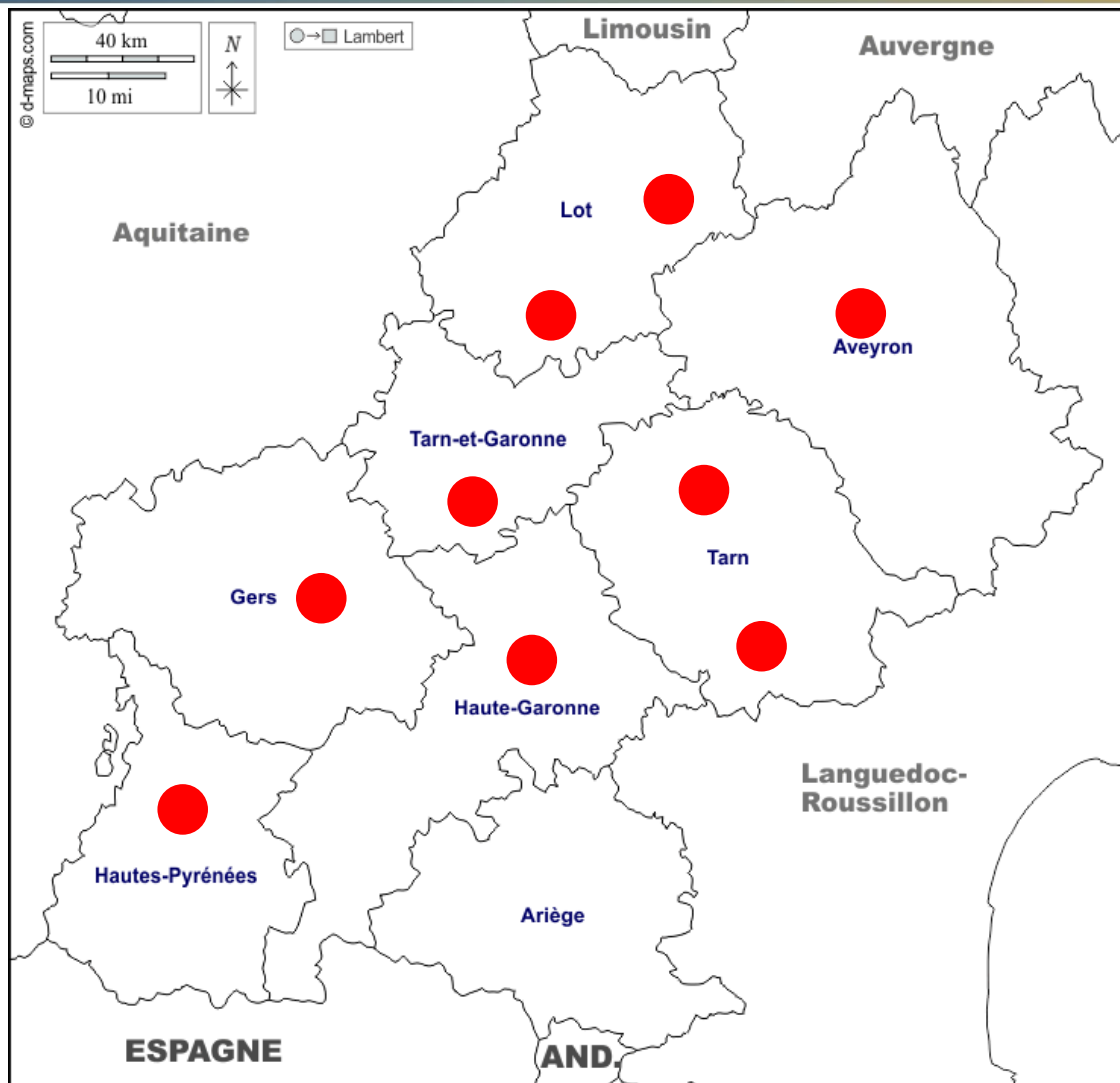 © d-maps.com
40 km
10 mi
N
Lambert
Limousin
Auvergne
Aquitaine
Lot
Aveyron
Tarn-et-Garonne
Tarn
Gers
Haute-Garonne
Languedoc-
Roussillon
Hautes-Pyrénées
Ariège
ESPAGNE
AND.